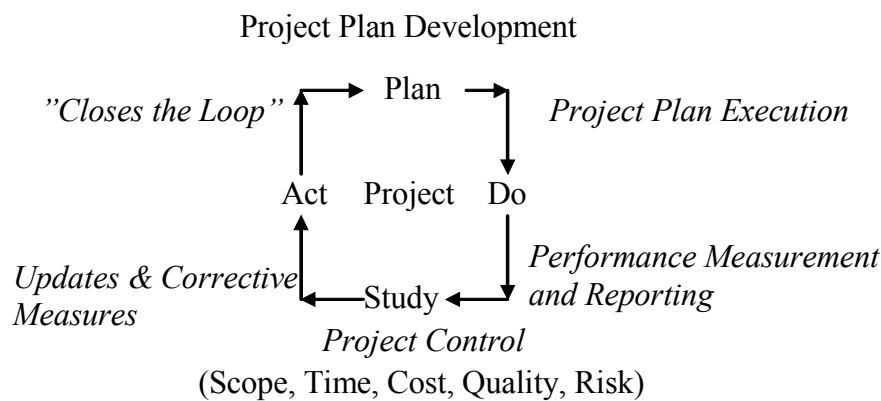 Project Plan Development
”Closes the Loop”
Plan
Project Plan Execution
Act
Project
Do
Updates & Corrective
Measures
Study
Performance Measurement
and Reporting
Project Control
(Scope, Time, Cost, Quality, Risk)